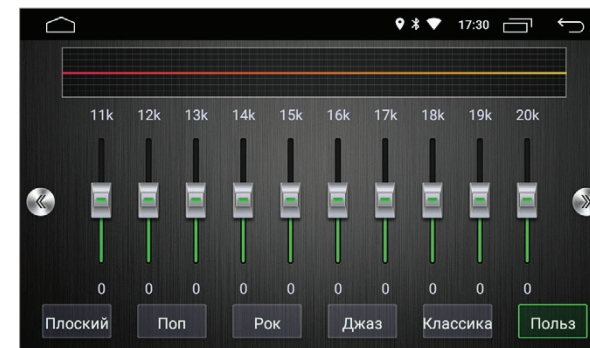 17:30
11k 12k 13k 14k 15k 16k 17k 18k 19k 20k
0 0 0 0 0 0 0 0 0 0
Плоский Поп Рок Джаз Классика Польз